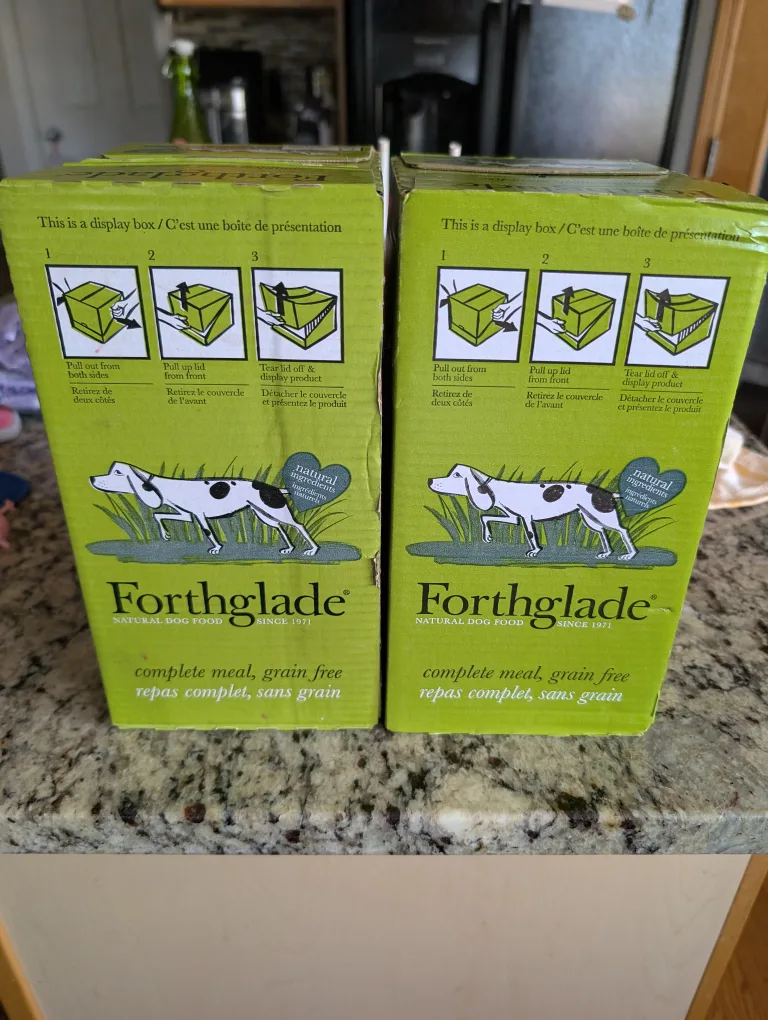 Forthglade
This is a display box / C'est une boîte de présentation
1 2 3
Pull out from
both sides
Retirez de
deux côtés
Pull up lid
from front
Retirez le couvercle
de l'avant
Tear lid off &
display product
Détacher le couvercle
et présentez le produit
natural
ingredients
ingrédients
naturels
Forthglade®
NATURAL DOG FOOD SINCE 1971
complete meal, grain free
repas complet, sans grain
This is a display box / C'est une boîte de présentation
1 2 3
Pull out from
both sides
Retirez de
deux côtés
Pull up lid
from front
Retirez le couvercle
de l'avant
Tear lid off &
display product
Détacher le couvercle
et présentez le produit
natural
ingredients
ingrédients
naturels
Forthglade®
NATURAL DOG FOOD SINCE 1971
complete meal, grain free
repas complet, sans grain